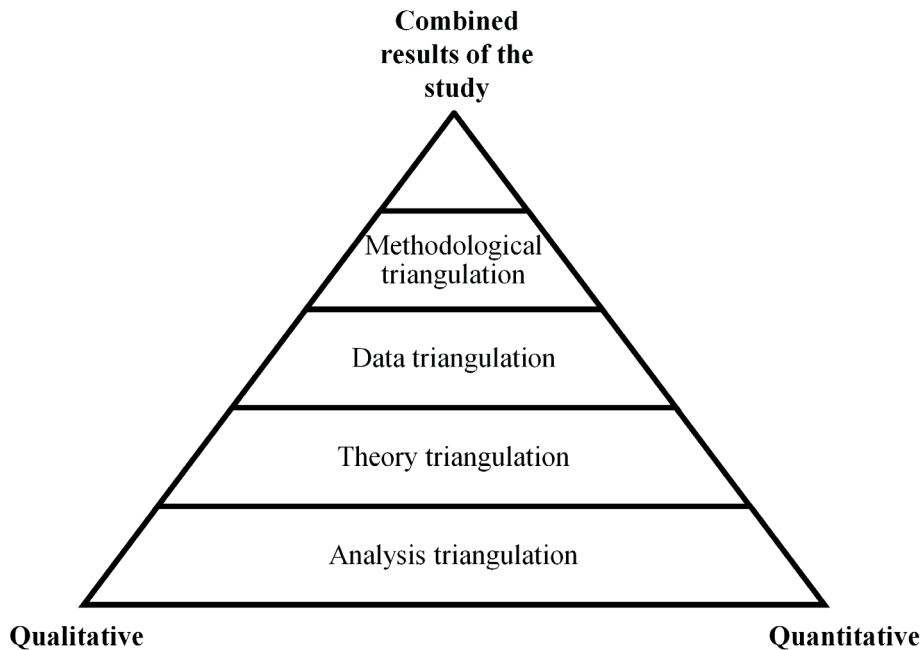 Combined
results of the
study
Methodological
triangulation
Data triangulation
Theory triangulation
Analysis triangulation
Qualitative
Quantitative